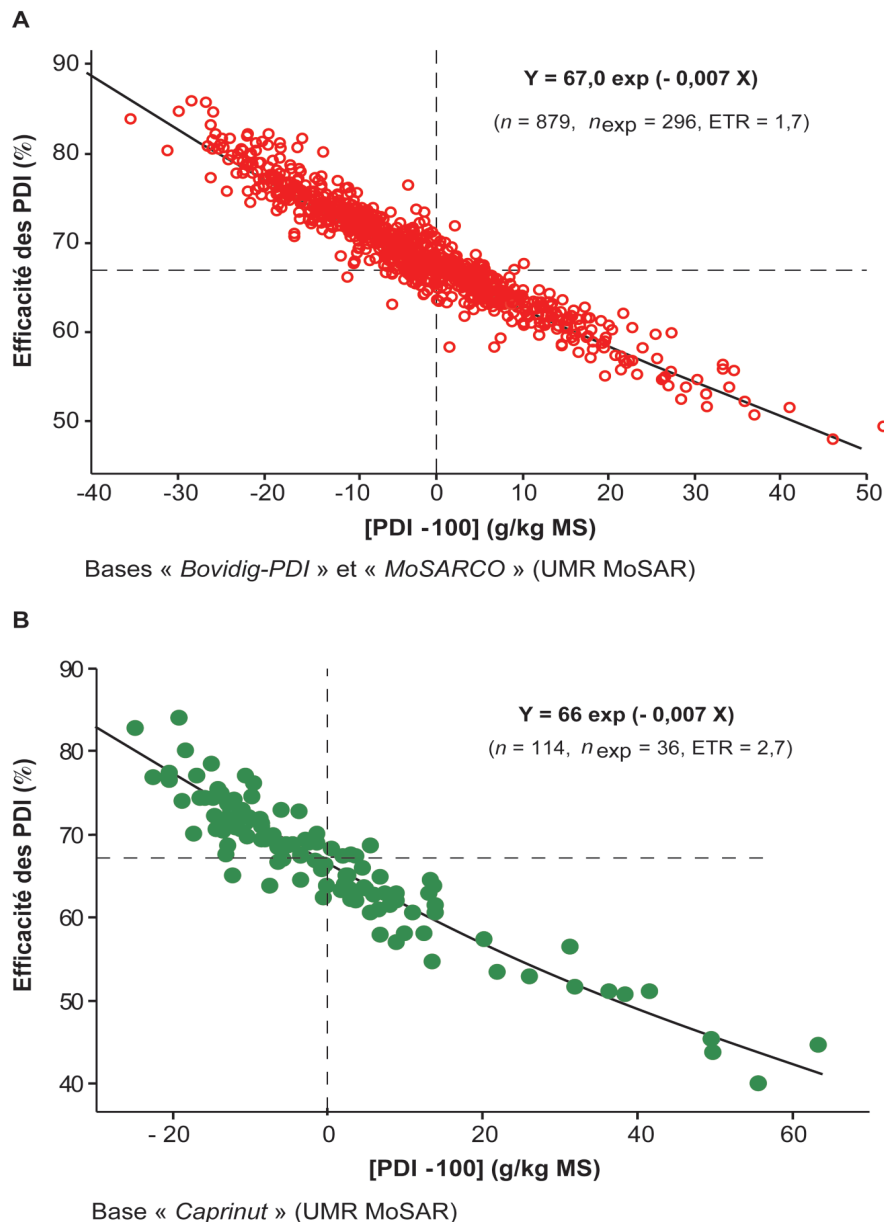 A
Y = 67,0 exp (- 0,007 X)
(n = 879, nexp = 296, ETR = 1,7)
Efficacité des PDI (%)
90
80
70
60
50
-40 -30 -20 -10 0 10 20 30 40 50
[PDI -100] (g/kg MS)
Bases « Bovidig-PDI » et « MoSARCO » (UMR MoSAR)
B
Y = 66 exp (- 0,007 X)
(n = 114, nexp = 36, ETR = 2,7)
Efficacité des PDI (%)
90
80
70
60
50
40
- 20 0 20 40 60
[PDI -100] (g/kg MS)
Base « Caprinut » (UMR MoSAR)